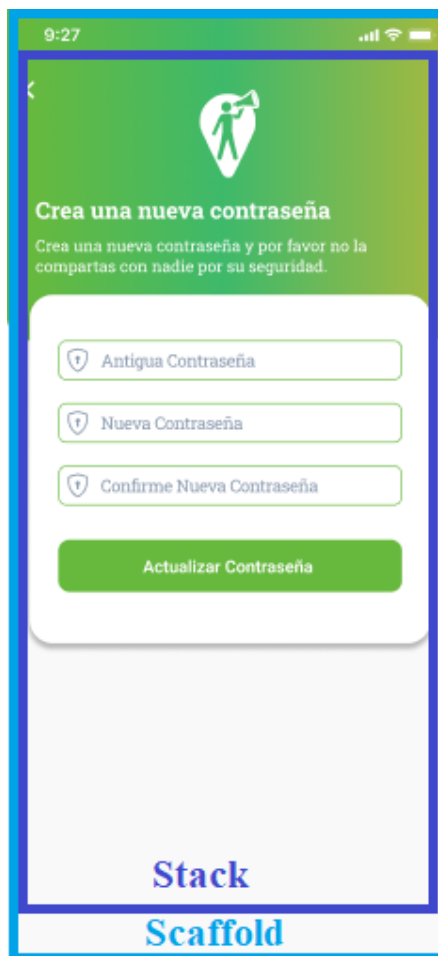 9:27
Crea una nueva contraseña
Crea una nueva contraseña y por favor no la
compartas con nadie por su seguridad.
Antigua Contraseña
Nueva Contraseña
Confirme Nueva Contraseña
Actualizar Contraseña
Stack
Scaffold